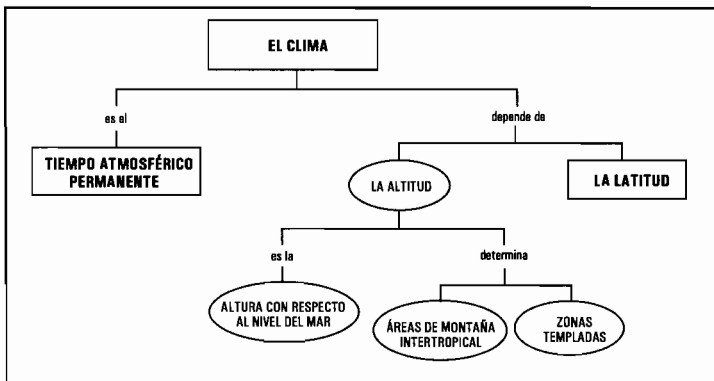 EL CLIMA
es el
depende de
TIEMPO ATMOSFÉRICO
PERMANENTE
LA ALTITUD
LA LATITUD
es la
determina
ALTURA CON RESPECTO
AL NIVEL DEL MAR
ÁREAS DE MONTAÑA
INTERTROPICAL
ZONAS
TEMPLADAS